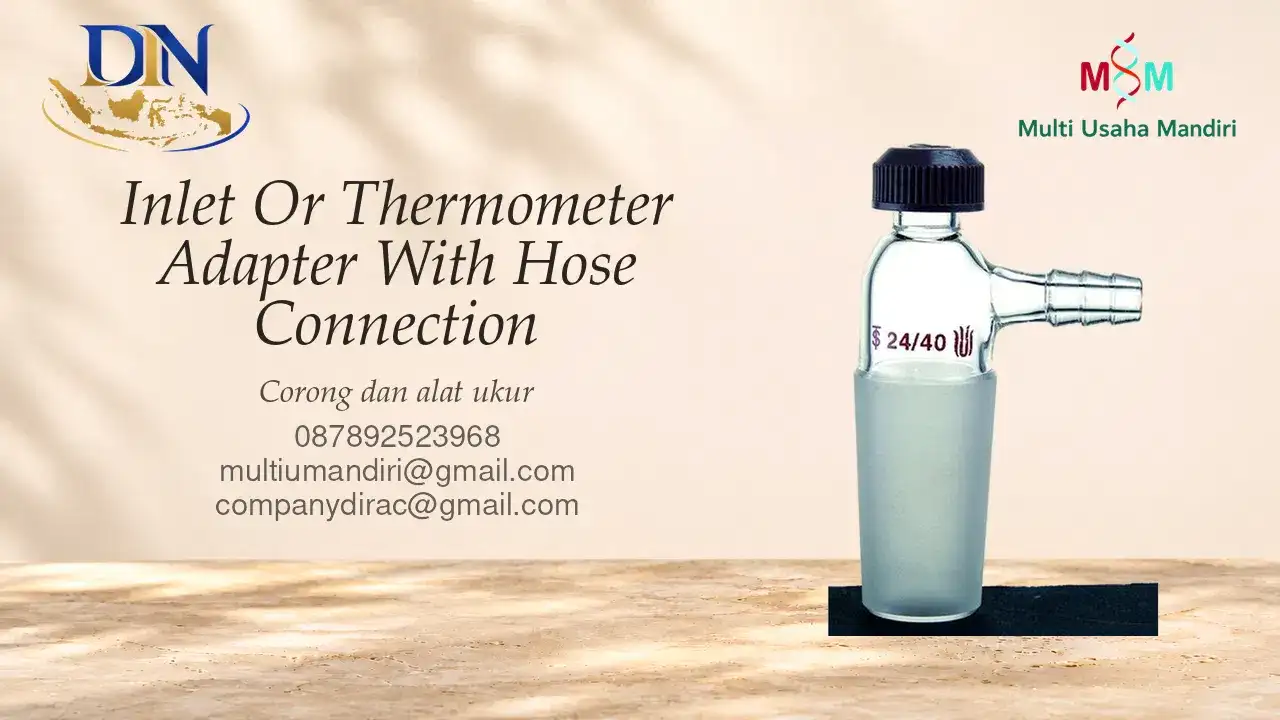 DIN
M M
Multi Usaha Mandiri
Inlet Or Thermometer
Adapter With Hose
Connection
Corong dan alat ukur
087892523968
multiumandiri@gmail.com
companydirac@gmail.com
24/40